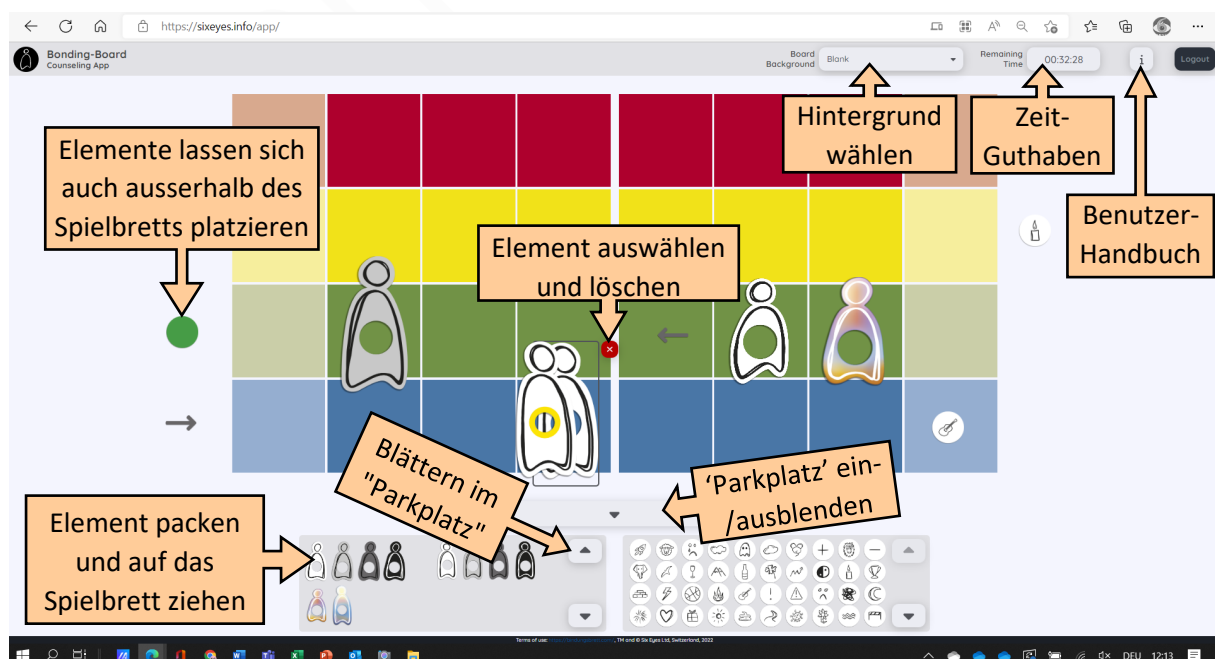 https://sixeyes.info/app/
Bonding-Board
Counseling App
Board
Background
Blank
Remaining
Time
00:32:28
i
Logout
Hintergrund
wählen
Zeit-
Guthaben
Benutzer-
Handbuch
Elemente lassen sich
auch ausserhalb des
Spielbretts platzieren
Element auswählen
und löschen
Blättern im
"Parkplatz"
‘Parkplatz’ ein-
/ausblenden
Element packen
und auf das
Spielbrett ziehen
Terms of use: , TM and © Six Eyes Ltd, Switzerland, 2022
DEU 12:13